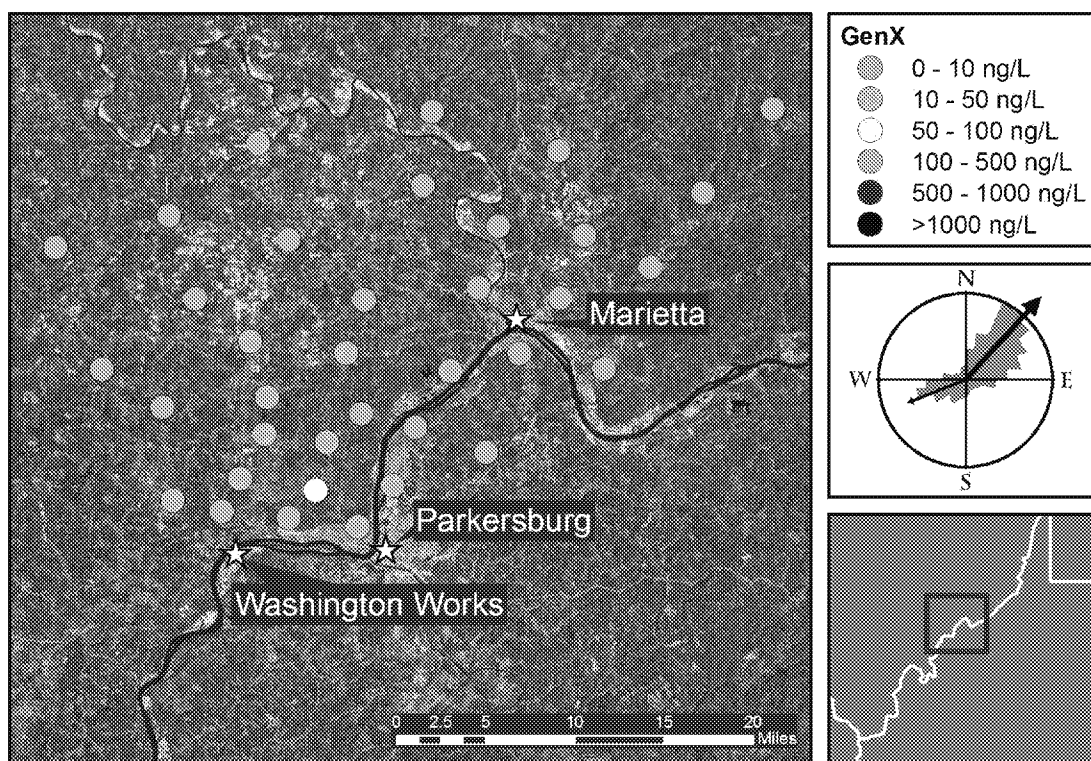 GenX
0 - 10 ng/L
10 - 50 ng/L
50 - 100 ng/L
100 - 500 ng/L
500 - 1000 ng/L
>1000 ng/L
Marietta
Parkersburg
Washington Works
0 2.5 5 10 15 20
Miles
N
W E
S